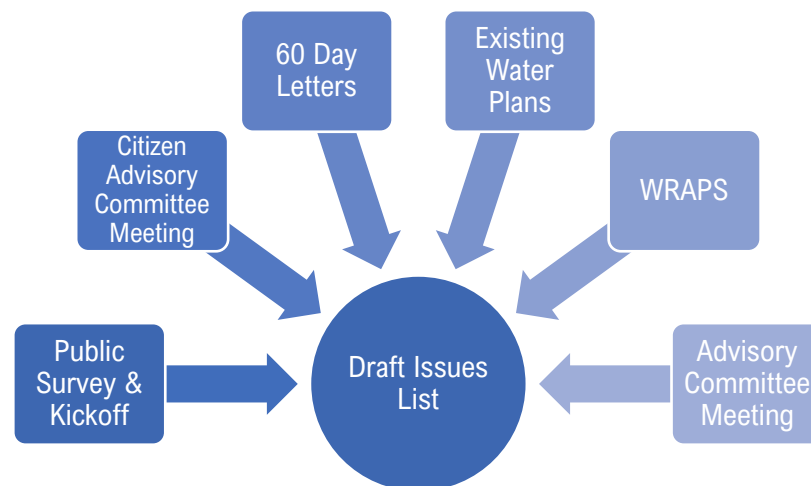 60 Day
Letters
Existing
Water
Plans
Citizen
Advisory
Committee
Meeting
WRAPS
Public
Survey &
Kickoff
Draft Issues
List
Advisory
Committee
Meeting